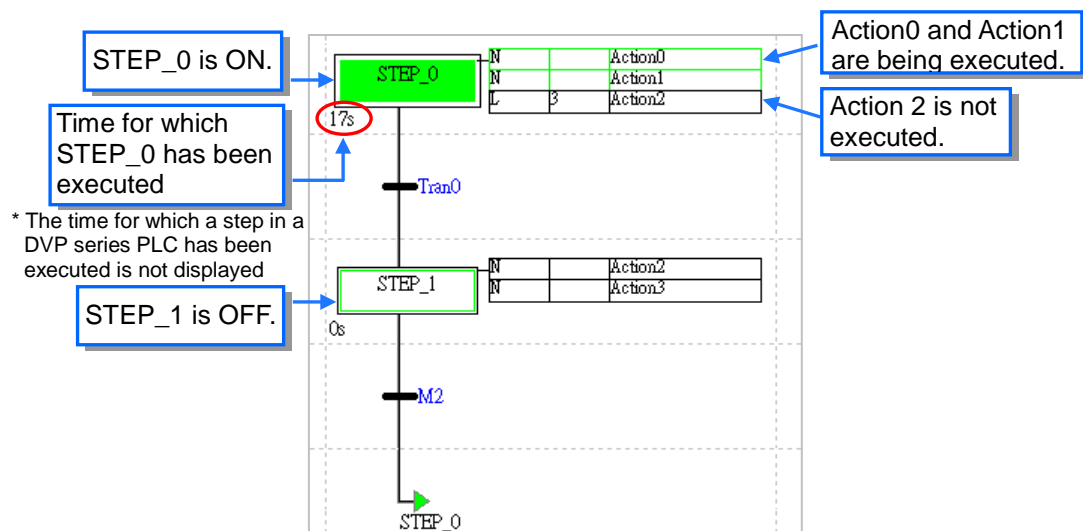 STEP_0 is ON.
Time for which
STEP_0 has been
executed
* The time for which a step in a
DVP series PLC has been
executed is not displayed
STEP_1 is OFF.
STEP_0
17s
N Action0
N Action1
L 3 Action2
Tran0
STEP_1
0s
N Action2
N Action3
M2
STEP_0
Action0 and Action1
are being executed.
Action 2 is not
executed.